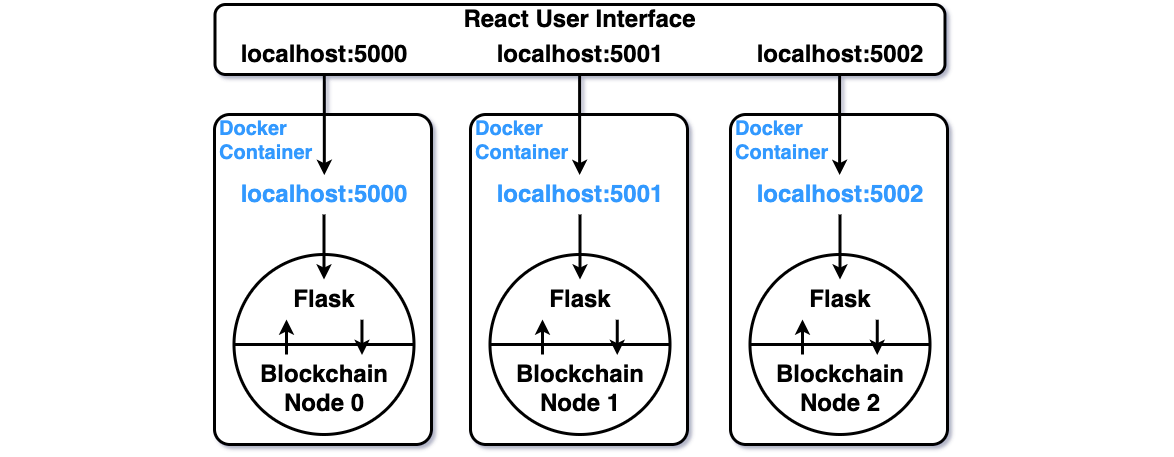 React User Interface
localhost:5000 localhost:5001 localhost:5002
Docker
Container
localhost:5000
Flask
Blockchain
Node 0
Docker
Container
localhost:5001
Flask
Blockchain
Node 1
Docker
Container
localhost:5002
Flask
Blockchain
Node 2